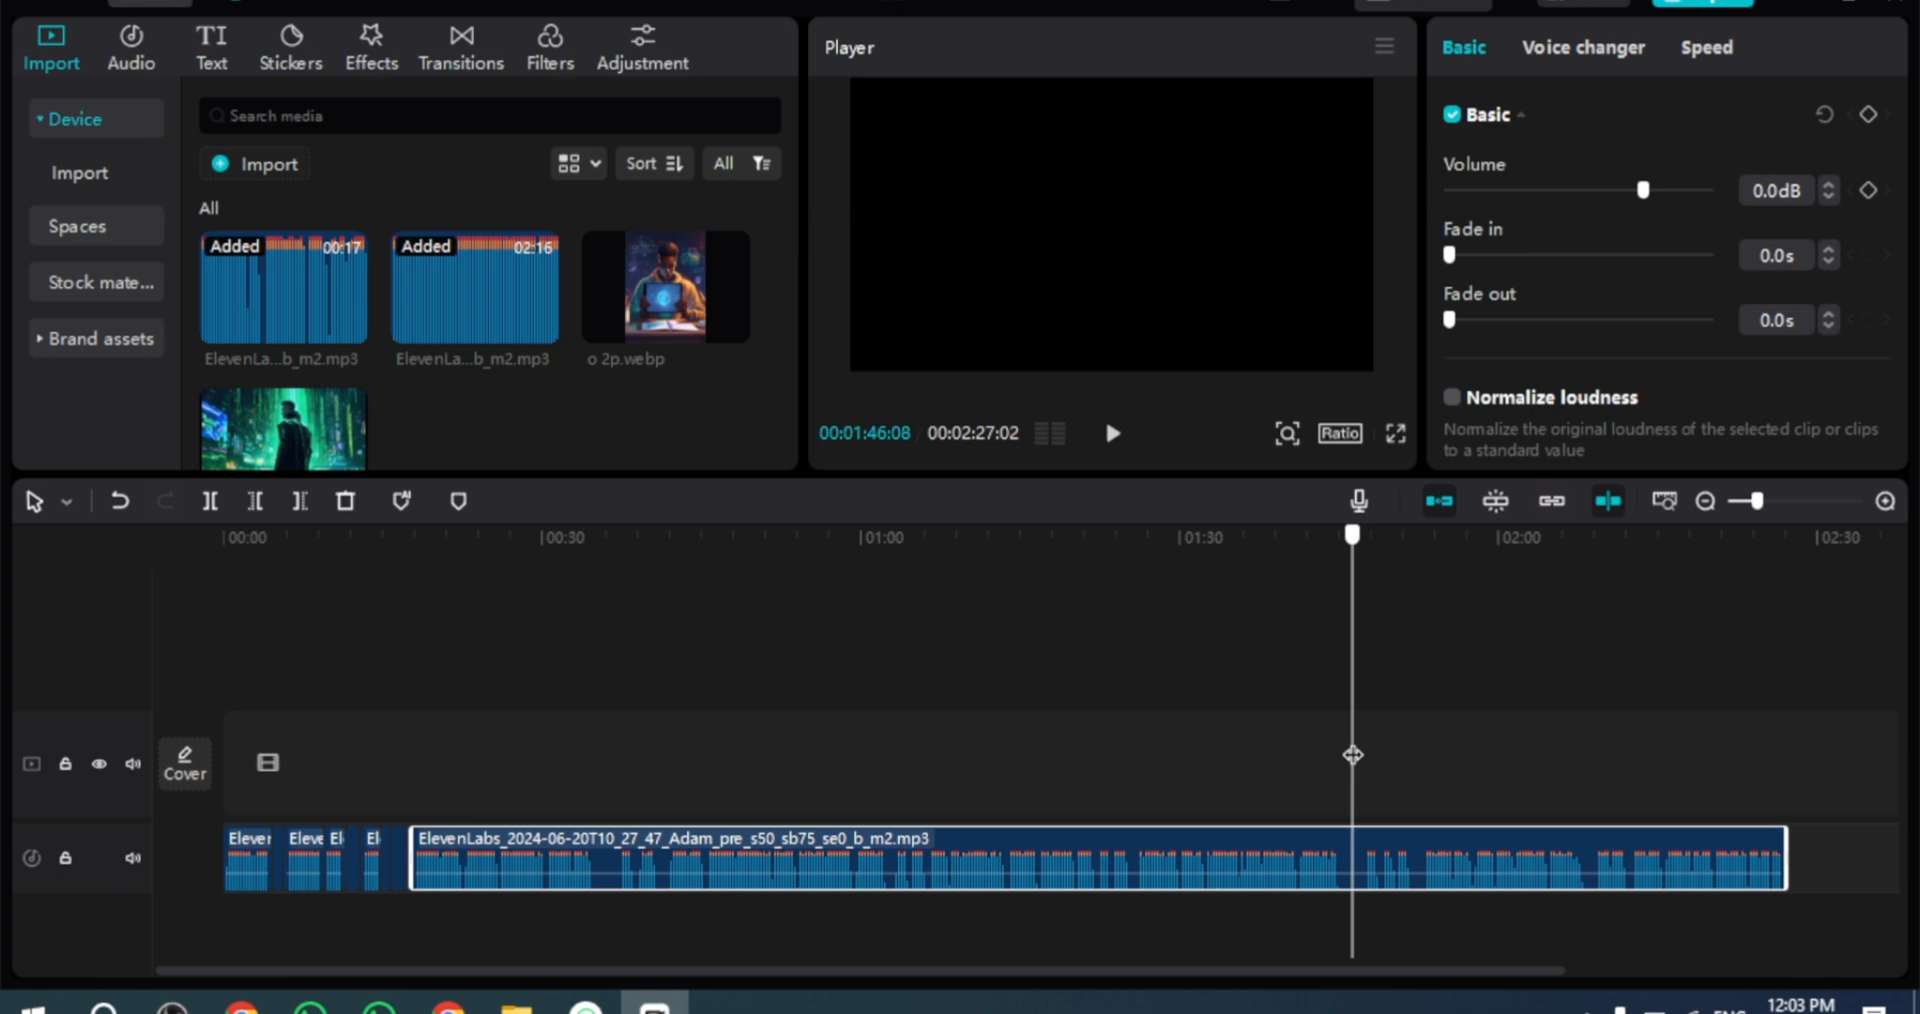 Import
Audio
TI
Text
Stickers
Effects
Transitions
Filters
Adjustment
Device
Import
Spaces
Stock mate...
Brand assets
Search media
Import
Sort
All
All
Added
00:17
ElevenLa...b_m2.mp3
Added
02:16
ElevenLa...b_m2.mp3
o 2p.webp
Player
00:01:46:08
00:02:27:02
Ratio
Basic
Voice changer
Speed
Basic
Volume
0.0dB
Fade in
0.0s
Fade out
0.0s
Normalize loudness
Normalize the original loudness of the selected clip or clips
to a standard value
00:00
00:30
01:00
01:30
02:00
02:30
Cover
Elever
Eleve
El
El
ElevenLabs_2024-06-20T10_27_47_Adam_pre_s50_sb75_se0_b_m2.mp3
12:03 PM